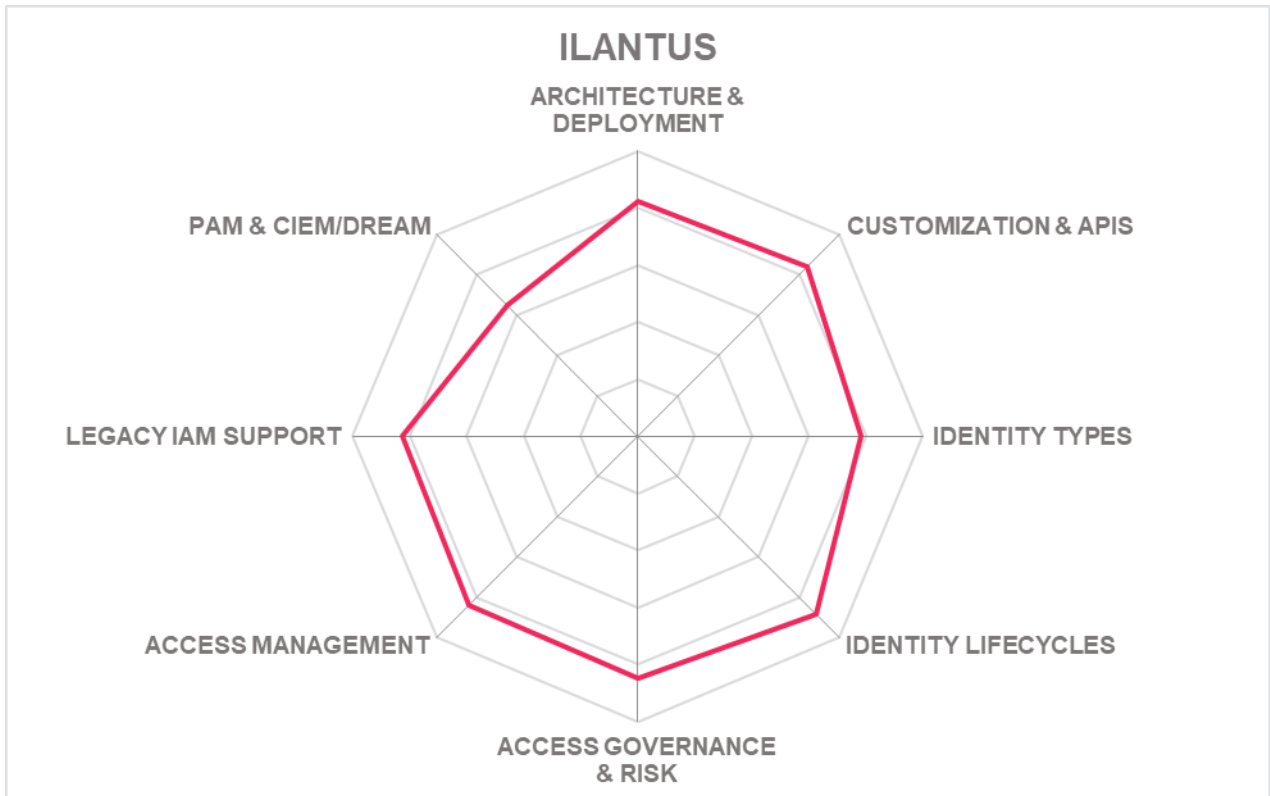 ILANTUS
ARCHITECTURE &
DEPLOYMENT
PAM & CIEM/DREAM
CUSTOMIZATION & APIS
LEGACY IAM SUPPORT
IDENTITY TYPES
ACCESS MANAGEMENT
IDENTITY LIFECYCLES
ACCESS GOVERNANCE
& RISK